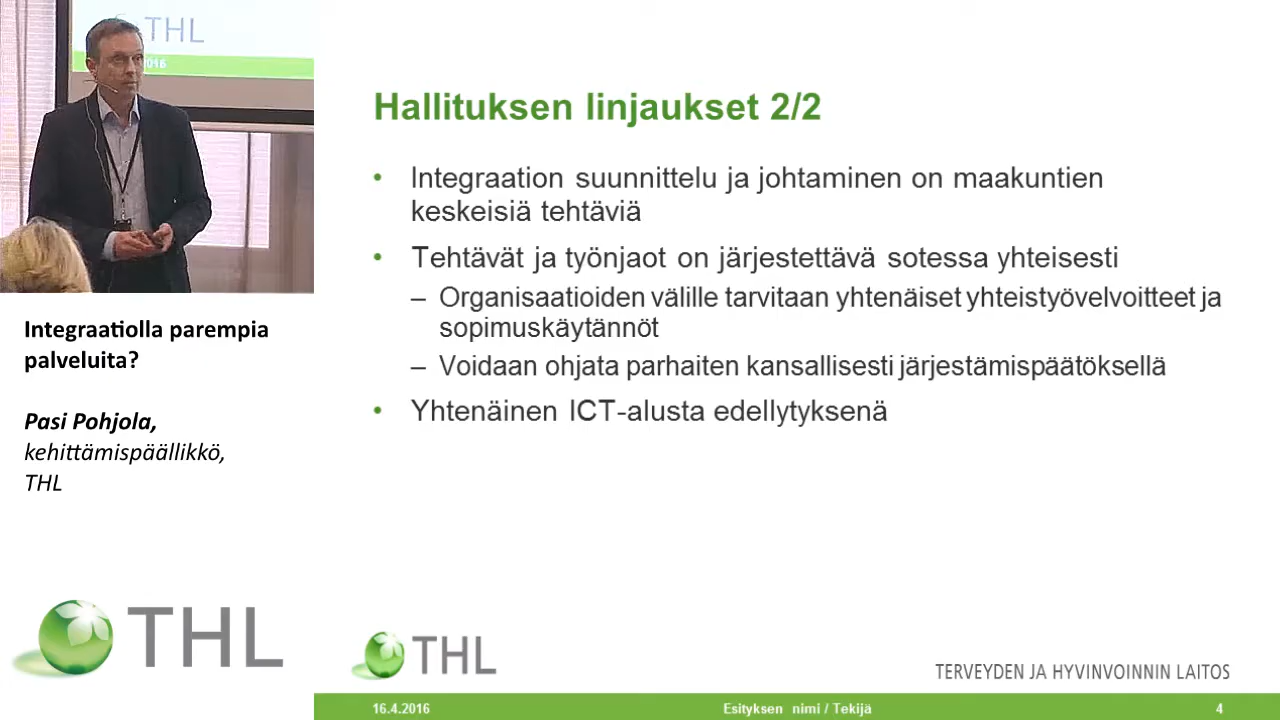 THL
2016
Integraatiolla parempia
palveluita?
Pasi Pohjola,
kehittämispäällikkö,
THL
THL
Hallituksen linjaukset 2/2
• Integraation suunnittelu ja johtaminen on maakuntien
keskeisiä tehtäviä
• Tehtävät ja työnjaot on järjestettävä sotessa yhteisesti
– Organisaatioiden välille tarvitaan yhtenäiset yhteistyövelvoitteet ja
sopimuskäytännöt
– Voidaan ohjata parhaiten kansallisesti järjestämispäätöksellä
• Yhtenäinen ICT-alusta edellytyksenä
THL
TERVEYDEN JA HYVINVOINNIN LAITOS
16.4.2016 Esityksen nimi / Tekijä 4